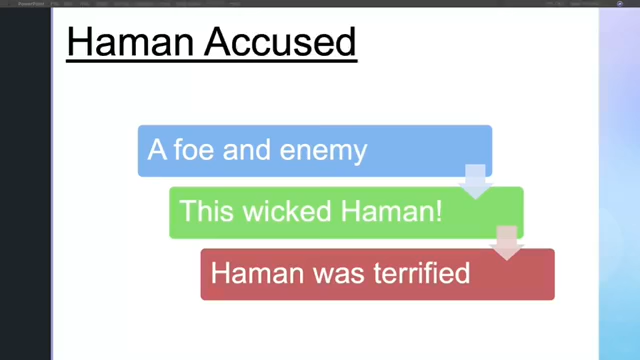 Haman Accused
A foe and enemy
This wicked Haman!
Haman was terrified